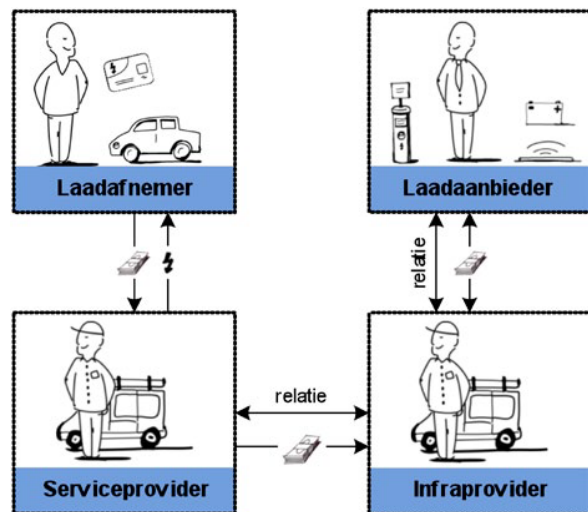 Laadafnemer
Laadaanbieder
relatie
relatie
Serviceprovider
Infraprovider